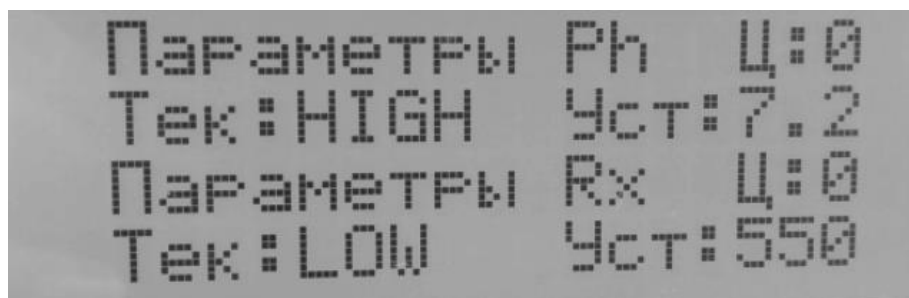 Параметры Ph Ц:0
Тек:HIGH Уст:7.2
Параметры Rx Ц:0
Тек:LOW Уст:550